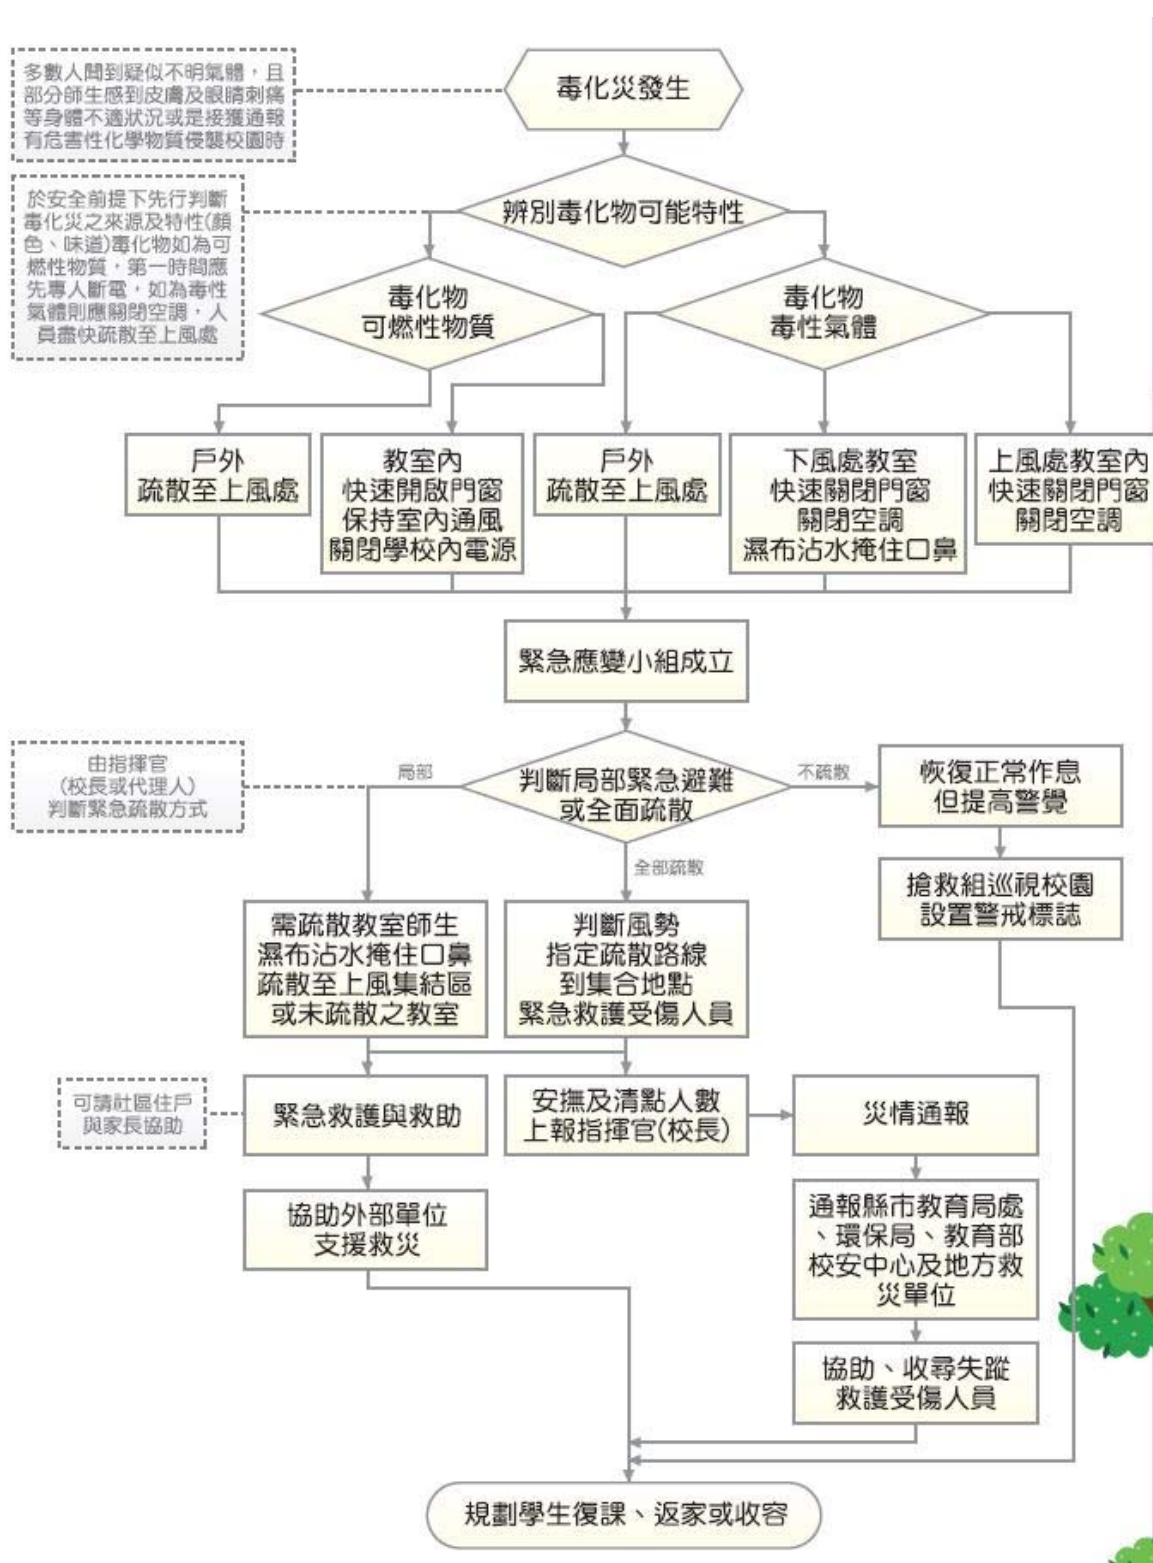 毒化災發生
多數人聞到疑似不明氣體，且
部分師生感到皮膚及眼睛刺痛
等身體不適狀況或是接獲通報
有危害性化學物質侵襲校園時
辨別毒化物可能特性
於安全前提下先行判斷
毒化災之來源及特性(顏
色、味道)毒化物如為可
燃性物質，第一時間應
先專人斷電，如為毒性
氣體則應關閉空調，人
員盡快疏散至上風處
毒化物
可燃性物質
毒化物
毒性氣體
戶外
疏散至上風處
教室內
快速開啟門窗
保持室內通風
關閉學校內電源
戶外
疏散至上風處
下風處教室
快速關閉門窗
關閉空調
濕布沾水掩住口鼻
上風處教室內
快速關閉門窗
關閉空調
緊急應變小組成立
由指揮官
(校長或代理人)
判斷緊急疏散方式
局部
判斷局部緊急避難
或全面疏散
不疏散
全部疏散
恢復正常作息
但提高警覺
搶救組巡視校園
設置警戒標誌
需疏散教室師生
濕布沾水掩住口鼻
疏散至上風集結區
或未疏散之教室
判斷風勢
指定疏散路線
到集合地點
緊急救護受傷人員
可請社區住戶
與家長協助
緊急救護與救助
安撫及清點人數
上報指揮官(校長)
災情通報
協助外部單位
支援救災
通報縣市教育局處
、環保局、教育部
校安中心及地方救
災單位
協助、收尋失蹤
救護受傷人員
規劃學生復課、返家或收容